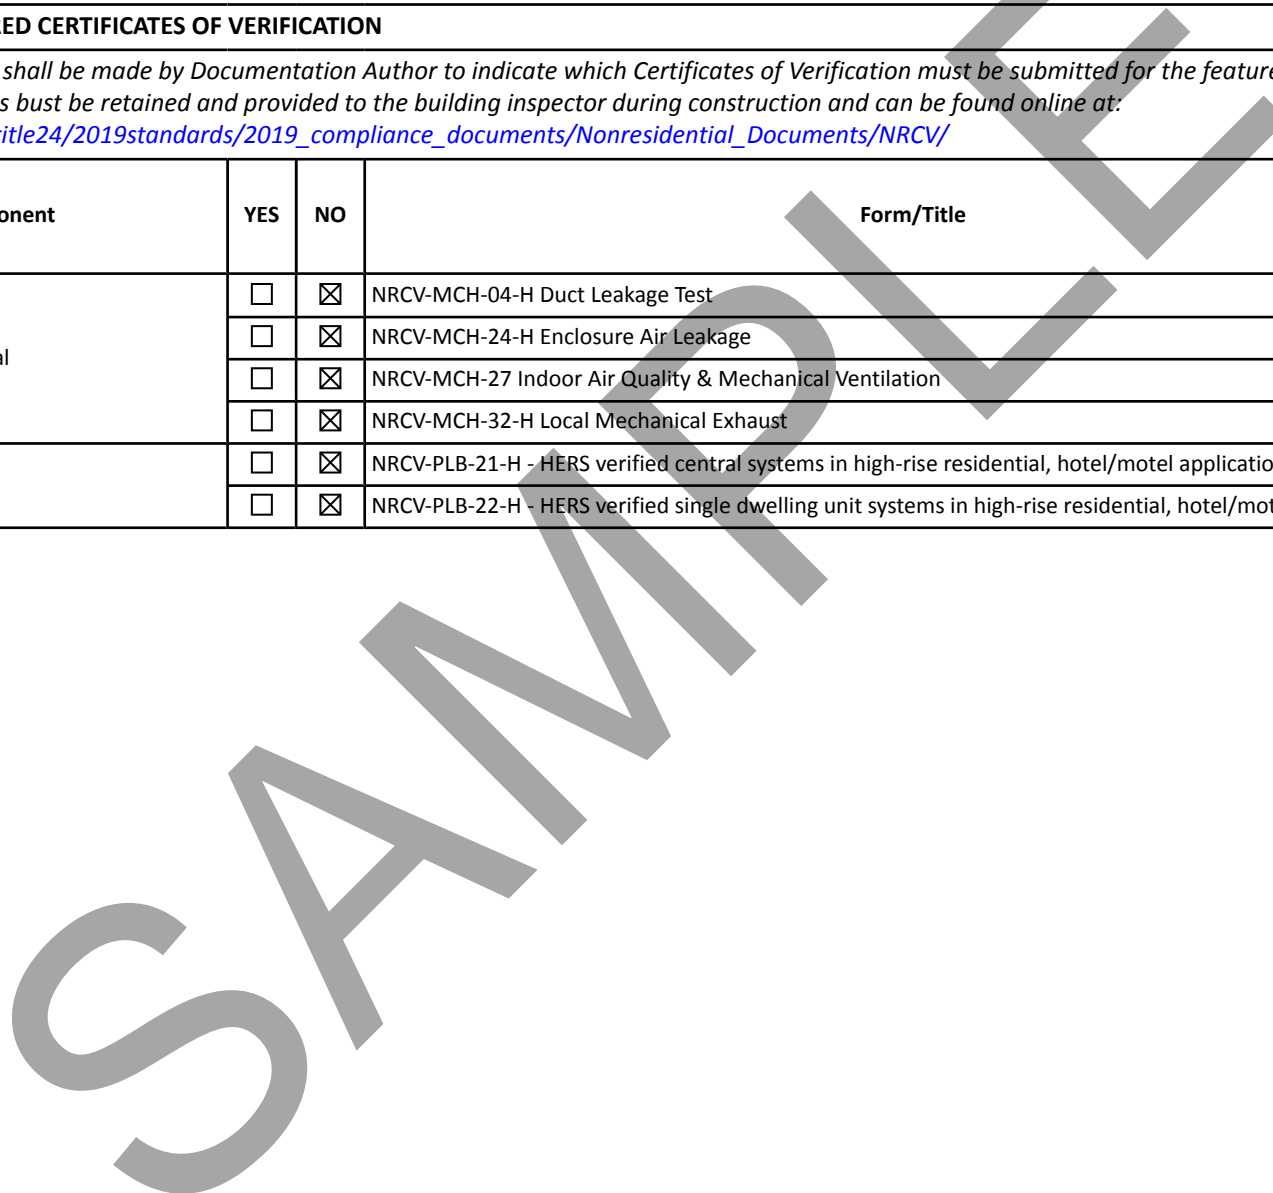 RED CERTIFICATES OF VERIFICATION
shall be made by Documentation Author to indicate which Certificates of Verification must be submitted for the feature
s bust be retained and provided to the building inspector during construction and can be found online at:
title24/2019standards/2019_compliance_documents/Nonresidential_Documents/NRCV/
onent YES NO Form/Title
☐ ☒ NRCV-MCH-04-H Duct Leakage Test
al
☐ ☒ NRCV-MCH-24-H Enclosure Air Leakage
☐ ☒ NRCV-MCH-27 Indoor Air Quality & Mechanical Ventilation
☐ ☒ NRCV-MCH-32-H Local Mechanical Exhaust
☐ ☒ NRCV-PLB-21-H - HERS verified central systems in high-rise residential, hotel/motel applicatio
☐ ☒ NRCV-PLB-22-H - HERS verified single dwelling unit systems in high-rise residential, hotel/mot
SAMPLE